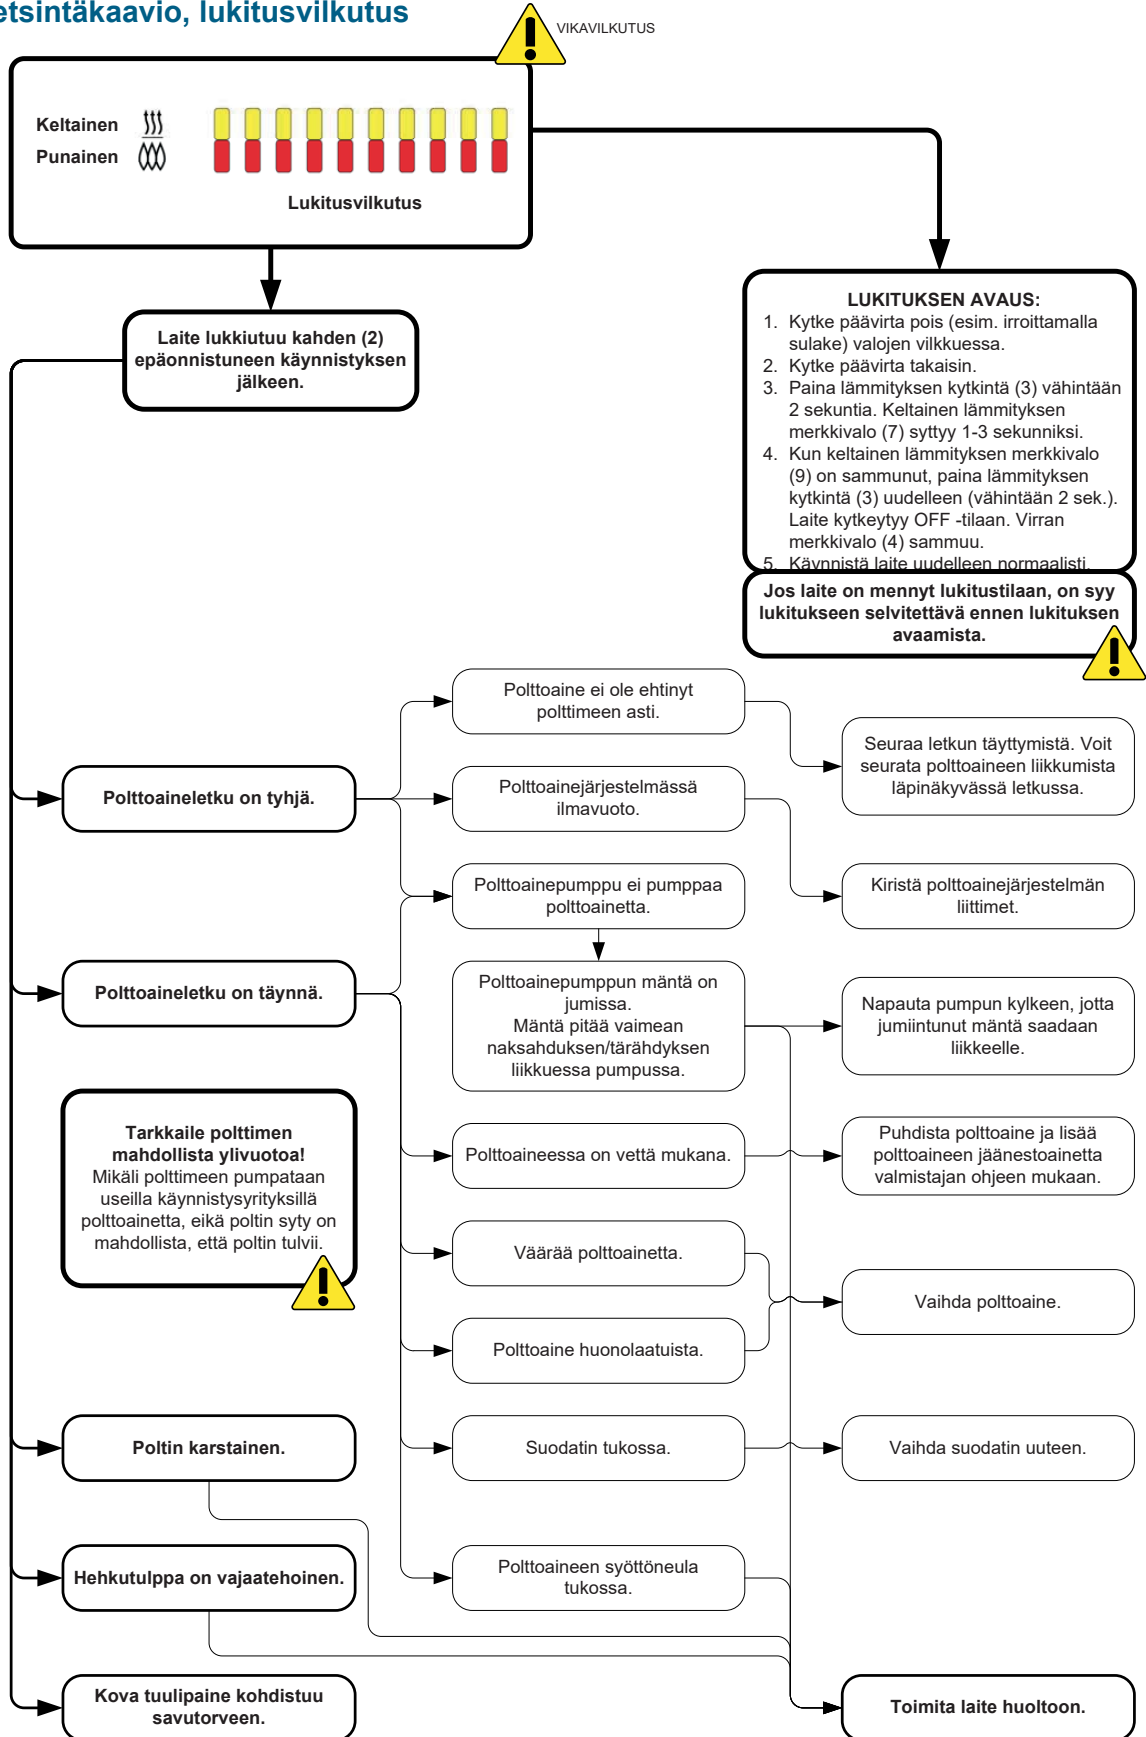 etsintäkaavio, lukitusvilkutus
VIKAVILKUTUS
Keltainen
Punainen
Lukitusvilkutus
Laite lukkiutuu kahden (2)
epäonnistuneen käynnistyksen
jälkeen.
LUKITUKSEN AVAUS:
1. Kytke päävirta pois (esim. irroittamalla
sulake) valojen vilkkuessa.
2. Kytke päävirta takaisin.
3. Paina lämmityksen kytkintä (3) vähintään
2 sekuntia. Keltainen lämmityksen
merkkivalo (7) syttyy 1-3 sekunniksi.
4. Kun keltainen lämmityksen merkkivalo
(9) on sammunut, paina lämmityksen
kytkintä (3) uudelleen (vähintään 2 sek.).
Laite kytkeytyy OFF -tilaan. Virran
merkkivalo (4) sammuu.
5. Käynnistä laite uudelleen normaalisti.
Jos laite on mennyt lukitustilaan, on syy
lukitukseen selvitettävä ennen lukituksen
avaamista.
Polttoaineletku on tyhjä.
Polttoaine ei ole ehtinyt
polttimeen asti.
Seuraa letkun täyttymistä. Voit
seurata polttoaineen liikkumista
läpinäkyvässä letkussa.
Polttoainejärjestelmässä
ilmavuoto.
Kiristä polttoainejärjestelmän
liittimet.
Polttoainepumppu ei pumppaa
polttoainetta.
Polttoaineletku on täynnä.
Polttoainepumppun mäntä on
jumissa.
Mäntä pitää vaimean
naksahduksen/tärähdyksen
liikkuessa pumpussa.
Napauta pumpun kylkeen, jotta
jumiintunut mäntä saadaan
liikkeelle.
Tarkkaile polttimen
mahdollista ylivuotoa!
Mikäli polttimeen pumpataan
useilla käynnistysyrityksillä
polttoainetta, eikä poltin syty on
mahdollista, että poltin tulvii.
Polttoaineessa on vettä mukana.
Puhdista polttoaine ja lisää
polttoaineen jäänestoainetta
valmistajan ohjeen mukaan.
Väärää polttoainetta.
Vaihda polttoaine.
Polttoaine huonolaatuista.
Poltin karstainen.
Suodatin tukossa.
Vaihda suodatin uuteen.
Hehkutulppa on vajaatehoinen.
Polttoaineen syöttöneula
tukossa.
Kova tuulipaine kohdistuu
savutorveen.
Toimita laite huoltoon.